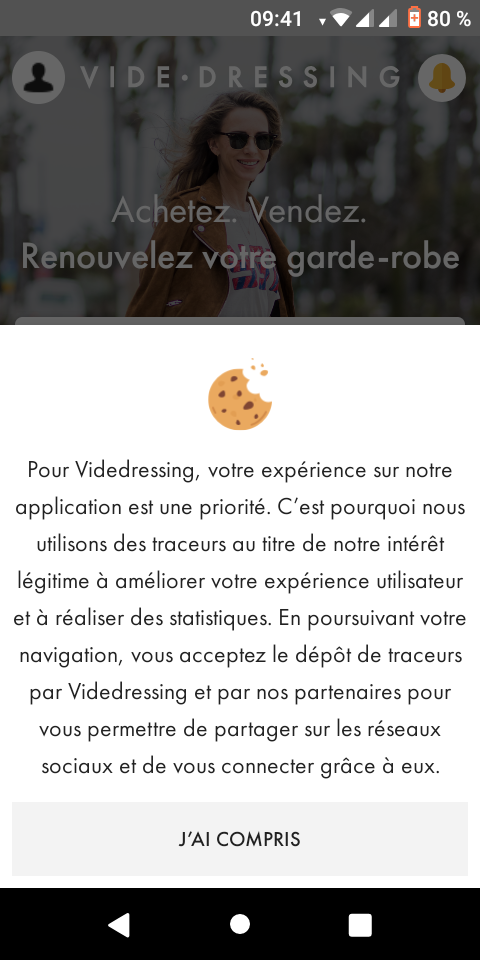 09:41 80 %
VIDE•DRESSING
Achetez. Vendez.
Renouvelez votre garde-robe
Pour Videdressing, votre expérience sur notre
application est une priorité. C’est pourquoi nous
utilisons des traceurs au titre de notre intérêt
légitime à améliorer votre expérience utilisateur
et à réaliser des statistiques. En poursuivant votre
navigation, vous acceptez le dépôt de traceurs
par Videdressing et par nos partenaires pour
vous permettre de partager sur les réseaux
sociaux et de vous connecter grâce à eux.
J’AI COMPRIS